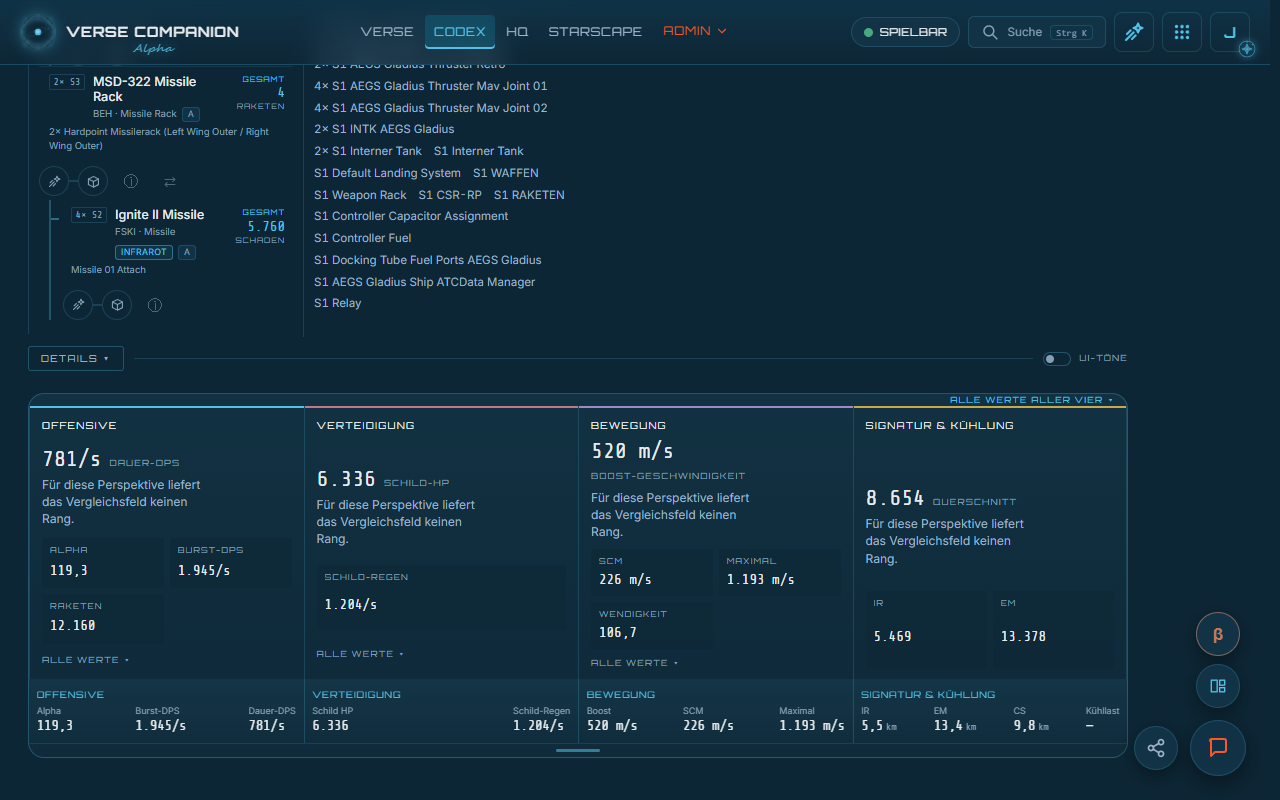 VERSE COMPANION
Alpha
VERSE
CODEX
HQ
STARSCAPE
ADMIN
SPIELBAR
Suche
Strg K
J
2× S3
MSD-322 Missile
Rack
BEH · Missile Rack A
GESAMT
4
RAKETEN
2× Hardpoint Missilerack (Left Wing Outer / Right
Wing Outer)
4× S2
Ignite II Missile
FSKI · Missile
INFRAROT A
GESAMT
5.760
SCHADEN
Missile 01 Attach
2× S1 AEGS Gladius Thruster Retro
4× S1 AEGS Gladius Thruster Mav Joint 01
4× S1 AEGS Gladius Thruster Mav Joint 02
2× S1 INTK AEGS Gladius
2× S1 Interner Tank S1 Interner Tank
S1 Default Landing System S1 WAFFEN
S1 Weapon Rack S1 CSR-RP S1 RAKETEN
S1 Controller Capacitor Assignment
S1 Controller Fuel
S1 Docking Tube Fuel Ports AEGS Gladius
S1 AEGS Gladius Ship ATCData Manager
S1 Relay
DETAILS
UI-TÖNE
ALLE WERTE ALLER VIER
OFFENSIVE
781/s DAUER-DPS
Für diese Perspektive liefert
das Vergleichsfeld keinen
Rang.
ALPHA
119,3
BURST-DPS
1.945/s
RAKETEN
12.160
ALLE WERTE
VERTEIDIGUNG
6.336 SCHILD-HP
Für diese Perspektive liefert
das Vergleichsfeld keinen
Rang.
SCHILD-REGEN
1.204/s
ALLE WERTE
BEWEGUNG
520 m/s
BOOST-GESCHWINDIGKEIT
Für diese Perspektive liefert
das Vergleichsfeld keinen
Rang.
SCM
226 m/s
MAXIMAL
1.193 m/s
WENDIGKEIT
106,7
ALLE WERTE
SIGNATUR & KÜHLUNG
8.654 QUERSCHNITT
Für diese Perspektive liefert
das Vergleichsfeld keinen
Rang.
IR
5.469
EM
13.378
OFFENSIVE
Alpha Burst-DPS Dauer-DPS
119,3 1.945/s 781/s
VERTEIDIGUNG
Schild HP Schild-Regen
6.336 1.204/s
BEWEGUNG
Boost SCM Maximal
520 m/s 226 m/s 1.193 m/s
SIGNATUR & KÜHLUNG
IR EM CS Kühllast
5,5 km 13,4 km 9,8 km –
β